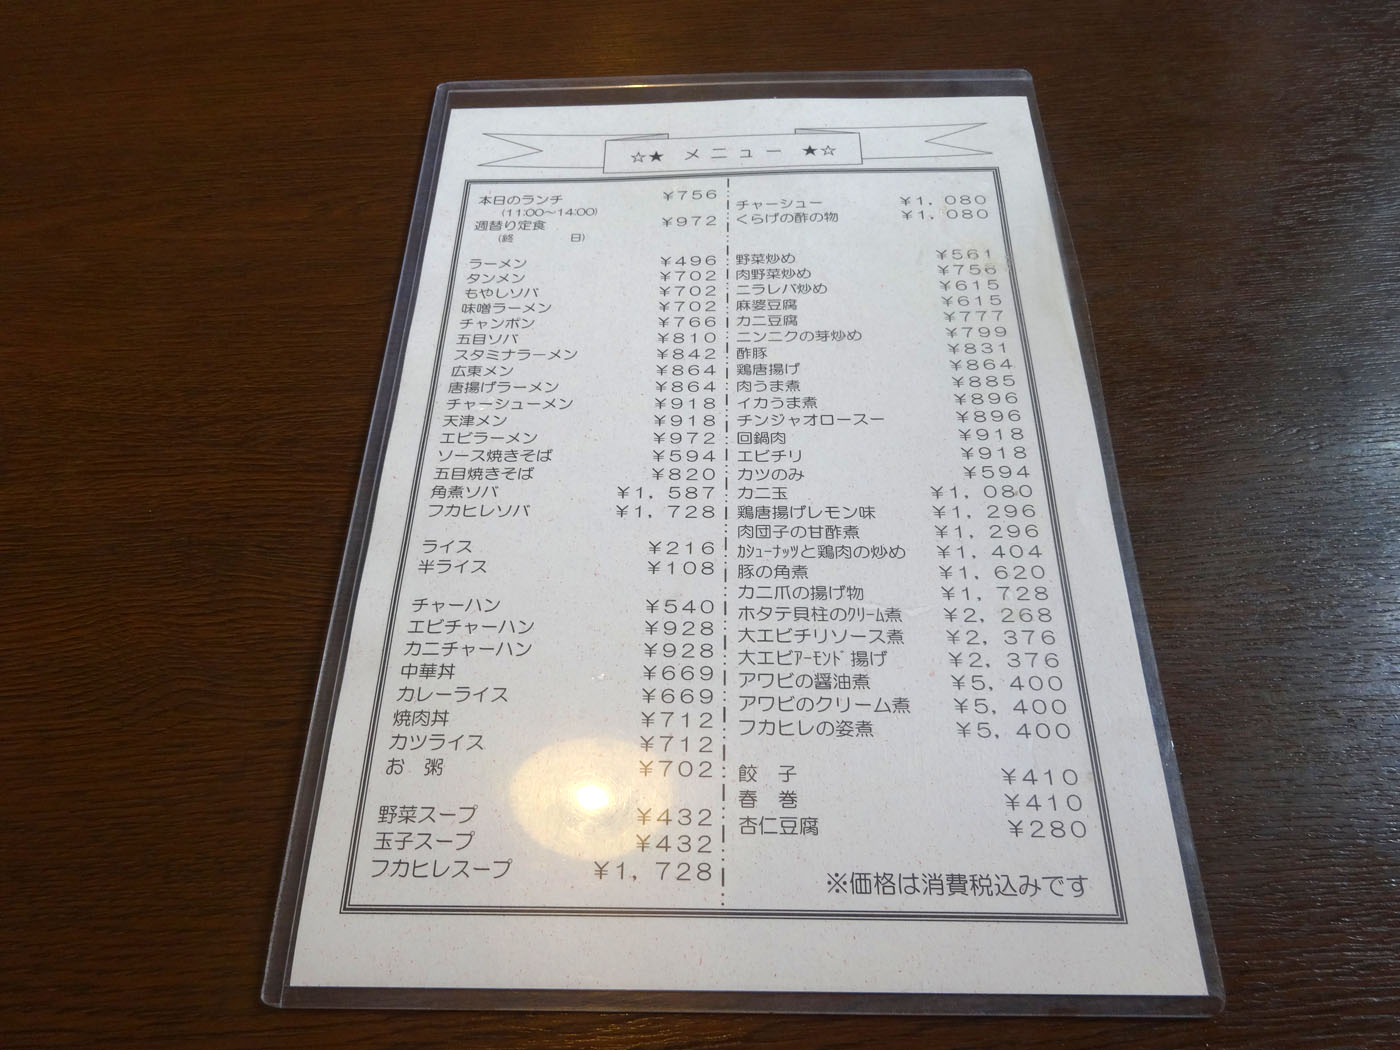 ☆★ メニュー ★☆
本日のランチ ¥756
(11:00～14:00)
週替り定食 ¥972
(終 日)
ラーメン ¥496
タンメン ¥702
もやしソバ ¥702
味噌ラーメン ¥702
チャンポン ¥766
五目ソバ ¥810
スタミナラーメン ¥842
広東メン ¥864
唐揚げラーメン ¥864
チャーシューメン ¥918
天津メン ¥918
エビラーメン ¥972
ソース焼きそば ¥594
五目焼きそば ¥820
角煮ソバ ¥1,587
フカヒレソバ ¥1,728
ライス ¥216
半ライス ¥108
チャーハン ¥540
エビチャーハン ¥928
カニチャーハン ¥928
中華丼 ¥669
カレーライス ¥669
焼肉丼 ¥712
カツライス ¥712
お 粥 ¥702
野菜スープ ¥432
玉子スープ ¥432
フカヒレスープ ¥1,728
チャーシュー ¥1,080
くらげの酢の物 ¥1,080
野菜炒め ¥561
肉野菜炒め ¥756
ニラレバ炒め ¥615
麻婆豆腐 ¥615
カニ豆腐 ¥777
ニンニクの芽炒め ¥799
酢豚 ¥831
鶏唐揚げ ¥864
肉うま煮 ¥885
イカうま煮 ¥896
チンジャオロースー ¥896
回鍋肉 ¥918
エビチリ ¥918
カツのみ ¥594
カニ玉 ¥1,080
鶏唐揚げレモン味 ¥1,296
肉団子の甘酢煮 ¥1,296
ｶｼｭｰﾅｯﾂと鶏肉の炒め ¥1,404
豚の角煮 ¥1,620
カニ爪の揚げ物 ¥1,728
ホタテ貝柱のｸﾘｰﾑ煮 ¥2,268
大エビチリソース煮 ¥2,376
大エビｱｰﾓﾝﾄﾞ揚げ ¥2,376
アワビの醤油煮 ¥5,400
アワビのクリーム煮 ¥5,400
フカヒレの姿煮 ¥5,400
餃 子 ¥410
春 巻 ¥410
杏仁豆腐 ¥280
※価格は消費税込みです